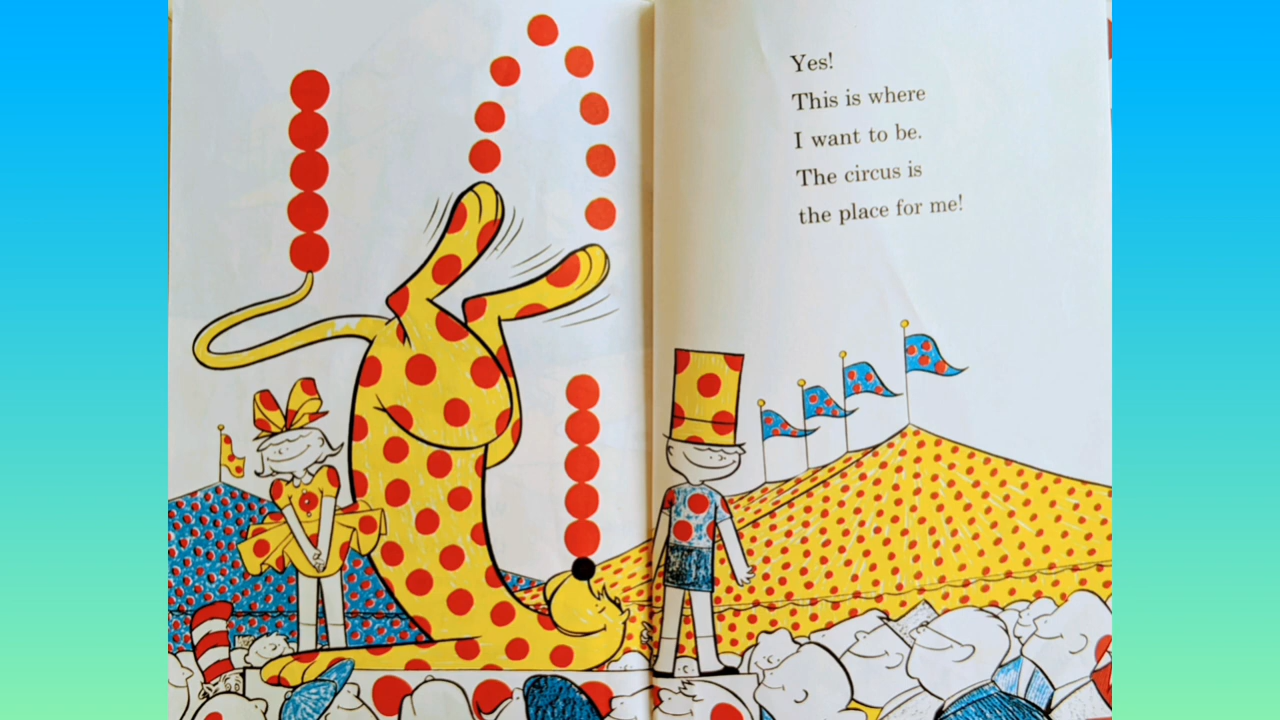 Yes!
This is where
I want to be.
The circus is
the place for me!